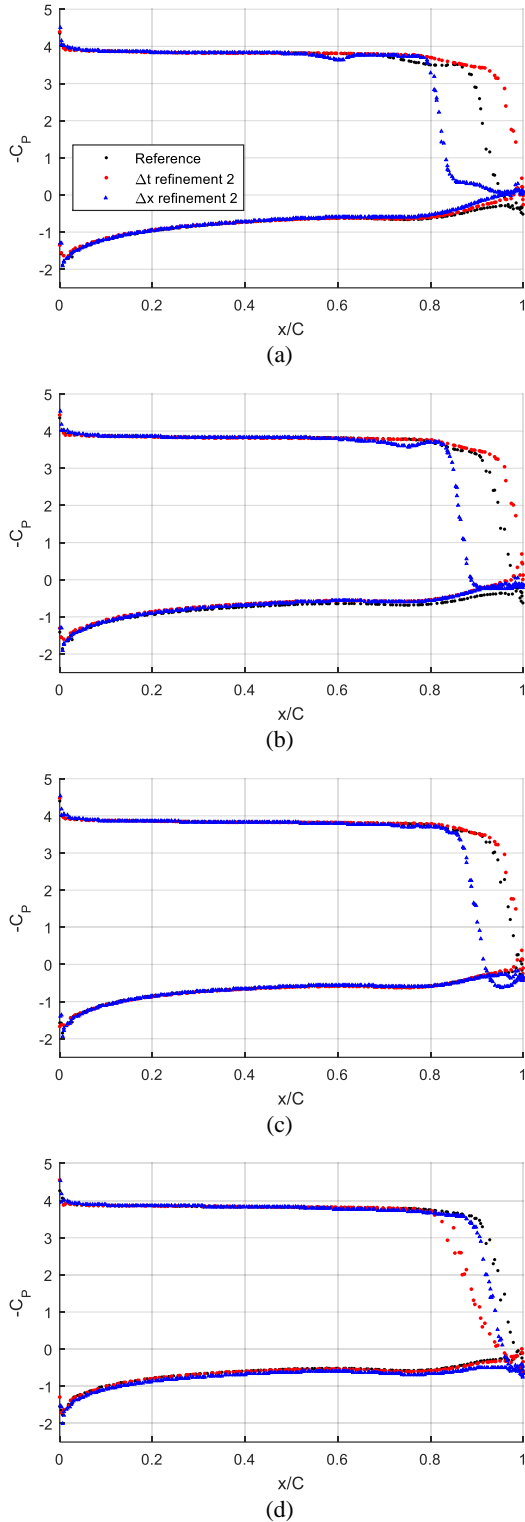 5
4
3
2
1
0
-1
-2
-C_P
Reference
Δt refinement 2
Δx refinement 2
0 0.2 0.4 0.6 0.8 1
x/C
(a)
5
4
3
2
1
0
-1
-2
-C_P
0 0.2 0.4 0.6 0.8 1
x/C
(b)
5
4
3
2
1
0
-1
-2
-C_P
0 0.2 0.4 0.6 0.8 1
x/C
(c)
5
4
3
2
1
0
-1
-2
-C_P
0 0.2 0.4 0.6 0.8 1
x/C
(d)